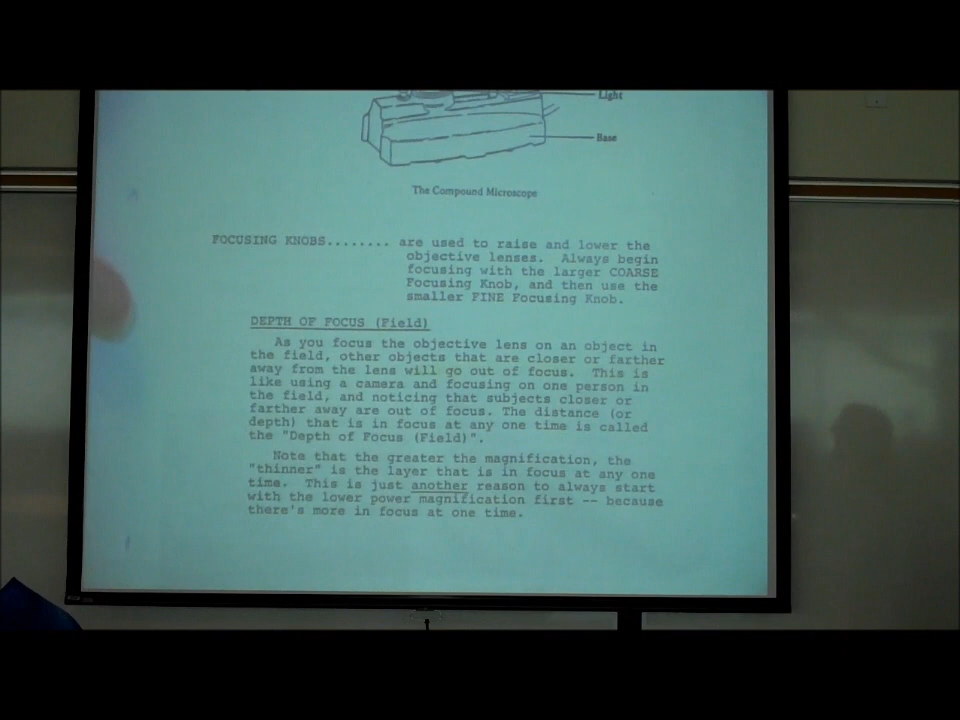 Light
Base
The Compound Microscope
FOCUSING KNOBS........ are used to raise and lower the
objective lenses. Always begin
focusing with the larger COARSE
Focusing Knob, and then use the
smaller FINE Focusing Knob.
DEPTH OF FOCUS (Field)
As you focus the objective lens on an object in
the field, other objects that are closer or farther
away from the lens will go out of focus. This is
like using a camera and focusing on one person in
the field, and noticing that subjects closer or
farther away are out of focus. The distance (or
depth) that is in focus at any one time is called
the "Depth of Focus (Field)".
Note that the greater the magnification, the
"thinner" is the layer that is in focus at any one
time. This is just another reason to always start
with the lower power magnification first -- because
there's more in focus at one time.